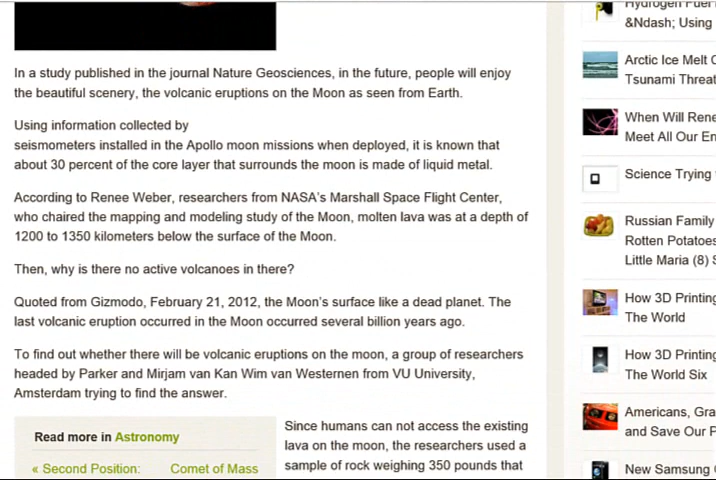 In a study published in the journal Nature Geosciences, in the future, people will enjoy
the beautiful scenery, the volcanic eruptions on the Moon as seen from Earth.
Using information collected by
seismometers installed in the Apollo moon missions when deployed, it is known that
about 30 percent of the core layer that surrounds the moon is made of liquid metal.
According to Renee Weber, researchers from NASA's Marshall Space Flight Center,
who chaired the mapping and modeling study of the Moon, molten lava was at a depth of
1200 to 1350 kilometers below the surface of the Moon.
Then, why is there no active volcanoes in there?
Quoted from Gizmodo, February 21, 2012, the Moon's surface like a dead planet. The
last volcanic eruption occurred in the Moon occurred several billion years ago.
To find out whether there will be volcanic eruptions on the moon, a group of researchers
headed by Parker and Mirjam van Kan Wim van Westernen from VU University,
Amsterdam trying to find the answer.
Since humans can not access the existing
lava on the moon, the researchers used a
sample of rock weighing 350 pounds that
Read more in Astronomy
« Second Position: Comet of Mass
Hydrogen Fuel
&Ndash; Using
Arctic Ice Melt
Tsunami Threat
When Will Rene
Meet All Our En
Science Trying
Russian Family
Rotten Potatoes
Little Maria (8) S
How 3D Printing
The World
How 3D Printing
The World Six
Americans, Gra
and Save Our P
New Samsung